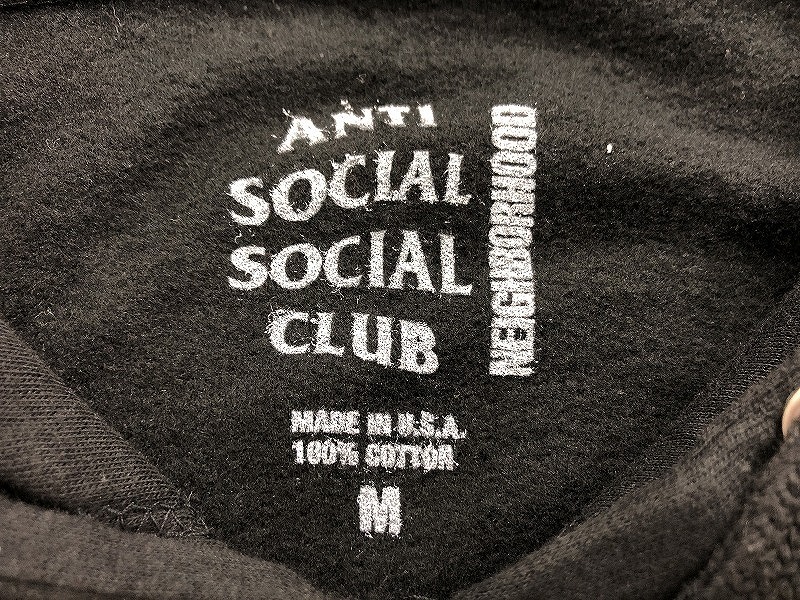 ANTI
SOCIAL
SOCIAL
CLUB
NEIGHBORHOOD
MADE IN U.S.A.
100% COTTON
M